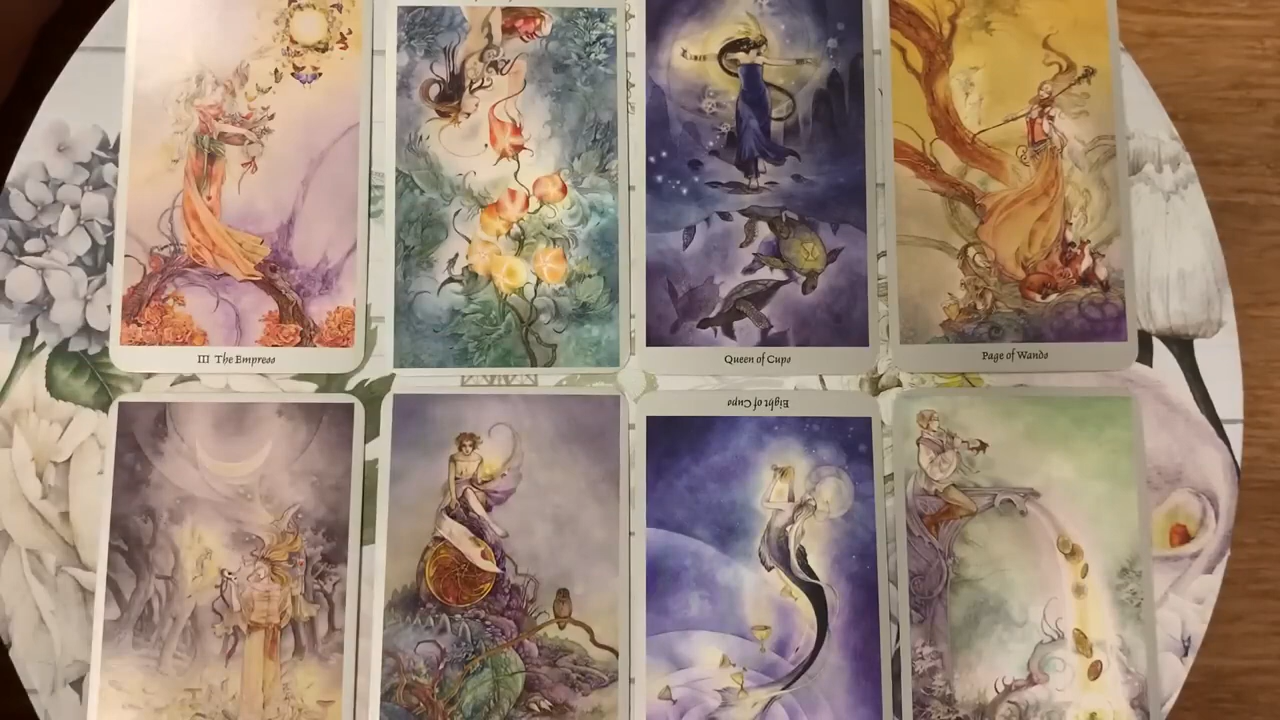 III The Empress
Queen of Cups
Page of Wands
Eight of Cups